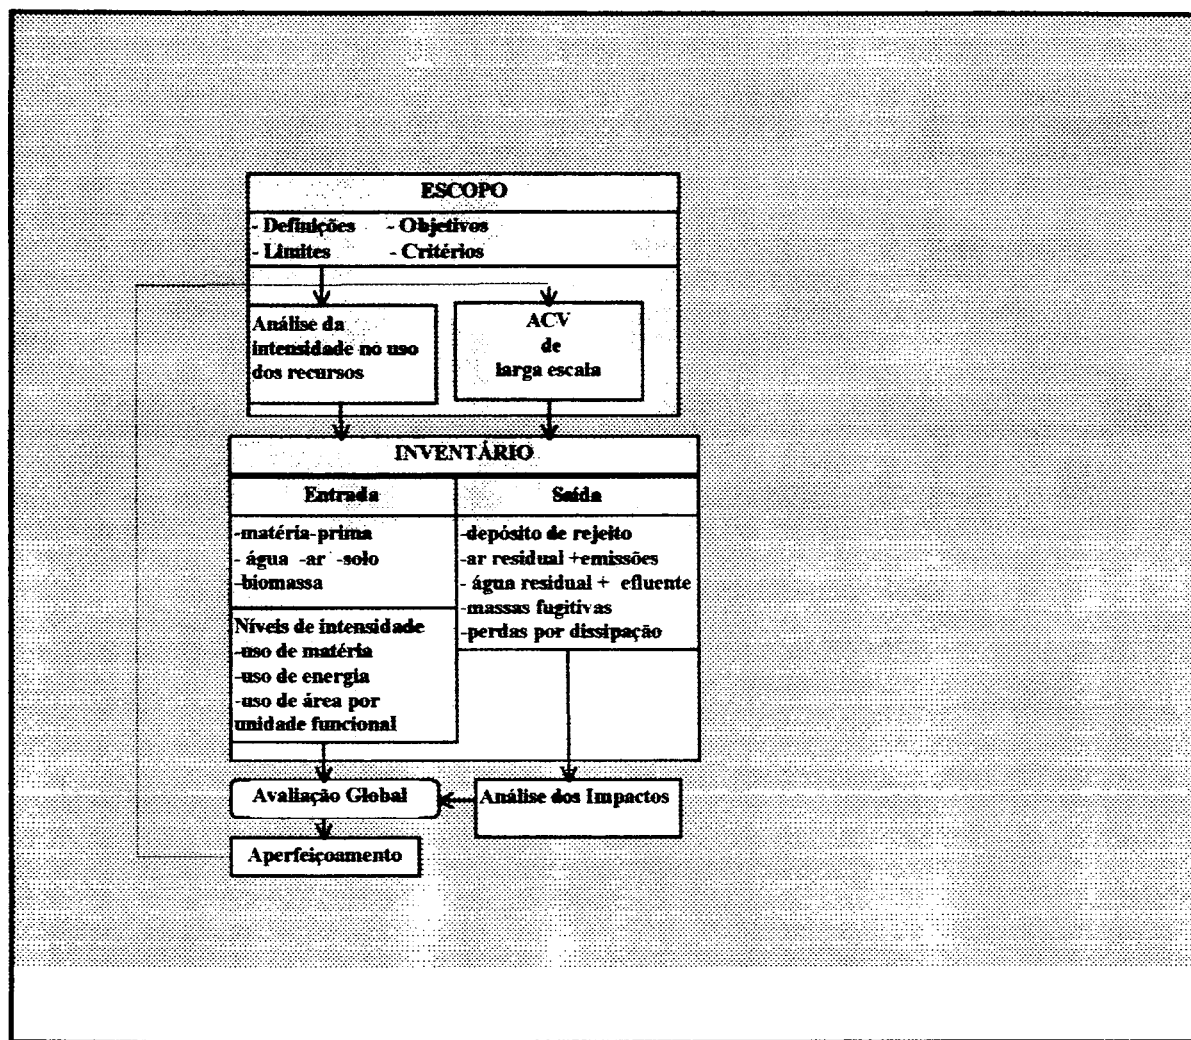 ESCOPO
- Definições - Objetivos
- Limites - Critérios
Análise da
intensidade no uso
dos recursos
ACV
de
larga escala
INVENTÁRIO
Entrada
-matéria-prima
- água -ar -solo
-biomassa
Níveis de intensidade
-uso de matéria
-uso de energia
-uso de área por
unidade funcional
Saída
-depósito de rejeito
-ar residual +emissões
- água residual + efluente
-massas fugitivas
-perdas por dissipação
Avaliação Global
Análise dos Impactos
Aperfeiçoamento